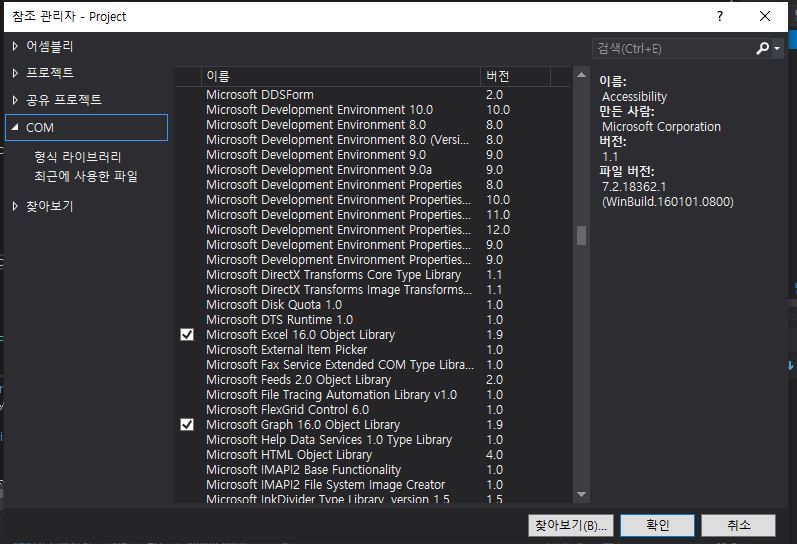 참조 관리자 - Project
? ×
어셈블리
프로젝트
공유 프로젝트
COM
형식 라이브러리
최근에 사용한 파일
찾아보기
이름 버전
Microsoft DDSForm 2.0
Microsoft Development Environment 10.0 10.0
Microsoft Development Environment 8.0 8.0
Microsoft Development Environment 8.0 (Versi... 8.0
Microsoft Development Environment 9.0 9.0
Microsoft Development Environment 9.0a 9.0
Microsoft Development Environment Properties 8.0
Microsoft Development Environment Properties... 10.0
Microsoft Development Environment Properties... 11.0
Microsoft Development Environment Properties... 12.0
Microsoft Development Environment Properties... 9.0
Microsoft Development Environment Properties... 9.0
Microsoft DirectX Transforms Core Type Library 1.1
Microsoft DirectX Transforms Image Transforms... 1.1
Microsoft Disk Quota 1.0 1.0
Microsoft DTS Runtime 1.0 1.0
Microsoft Excel 16.0 Object Library 1.9
Microsoft External Item Picker 1.0
Microsoft Fax Service Extended COM Type Libra... 1.0
Microsoft Feeds 2.0 Object Library 2.0
Microsoft File Tracing Automation Library v1.0 1.0
Microsoft FlexGrid Control 6.0 1.0
Microsoft Graph 16.0 Object Library 1.9
Microsoft Help Data Services 1.0 Type Library 1.0
Microsoft HTML Object Library 4.0
Microsoft IMAPI2 Base Functionality 1.0
Microsoft IMAPI2 File System Image Creator 1.0
Microsoft InkDivider Type Library, version 1.5 1.5
검색(Ctrl+E)
이름:
Accessibility
만든 사람:
Microsoft Corporation
버전:
1.1
파일 버전:
7.2.18362.1
(WinBuild.160101.0800)
찾아보기(B)... 확인 취소